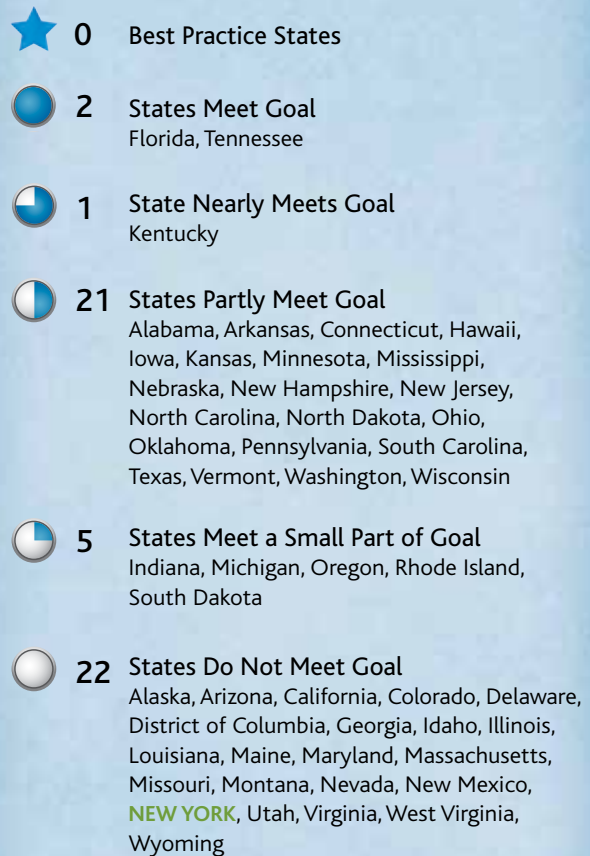 0 Best Practice States
2 States Meet Goal
Florida, Tennessee
1 State Nearly Meets Goal
Kentucky
21 States Partly Meet Goal
Alabama, Arkansas, Connecticut, Hawaii,
Iowa, Kansas, Minnesota, Mississippi,
Nebraska, New Hampshire, New Jersey,
North Carolina, North Dakota, Ohio,
Oklahoma, Pennsylvania, South Carolina,
Texas, Vermont, Washington, Wisconsin
5 States Meet a Small Part of Goal
Indiana, Michigan, Oregon, Rhode Island,
South Dakota
22 States Do Not Meet Goal
Alaska, Arizona, California, Colorado, Delaware,
District of Columbia, Georgia, Idaho, Illinois,
Louisiana, Maine, Maryland, Massachusetts,
Missouri, Montana, Nevada, New Mexico,
NEW YORK, Utah, Virginia, West Virginia,
Wyoming